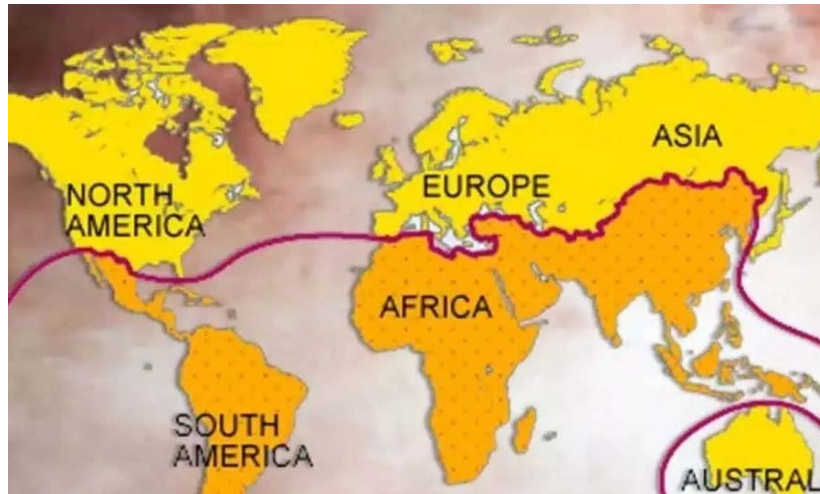 ASIA
EUROPE
NORTH
AMERICA
AFRICA
SOUTH
AMERICA
AUSTRAL